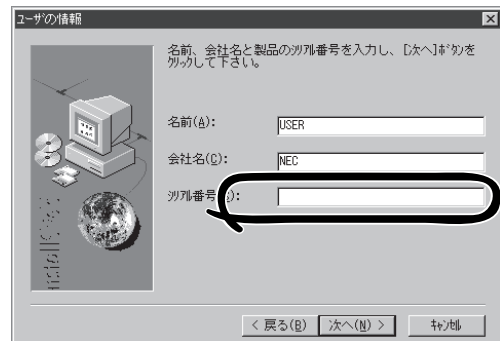 ユーザの情報
名前、会社名と製品のｼﾘｱﾙ番号を入力し、[次へ]ﾎﾞﾀﾝを
ｸﾘｯｸして下さい。
名前(A):
USER
会社名(C):
NEC
ｼﾘｱﾙ番号(S):
InstallShield
< 戻る(B)
次へ(N) >
ｷｬﾝｾﾙ